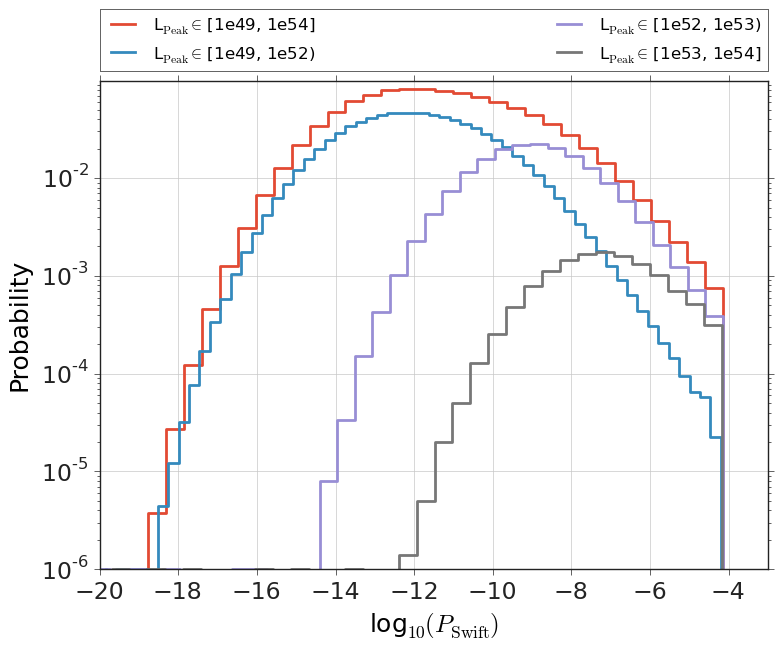 L_Peak ∈ [1e49, 1e54]
L_Peak ∈ [1e49, 1e52)
L_Peak ∈ [1e52, 1e53)
L_Peak ∈ [1e53, 1e54]
Probability
10^-2
10^-3
10^-4
10^-5
10^-6
−20 −18 −16 −14 −12 −10 −8 −6 −4
log_10(P_Swift)